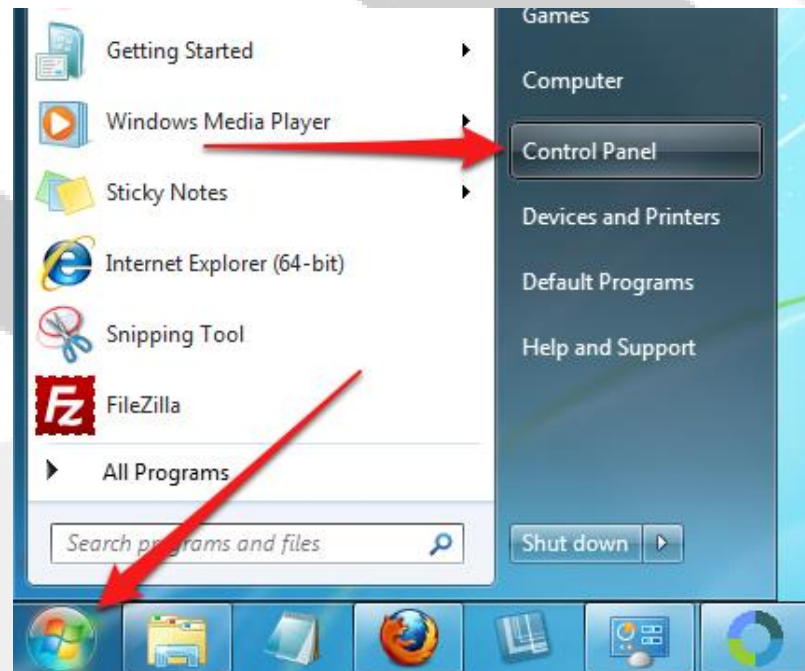 Getting Started
Windows Media Player
Sticky Notes
Internet Explorer (64-bit)
Snipping Tool
Fz
FileZilla
All Programs
Search programs and files
Games
Computer
Control Panel
Devices and Printers
Default Programs
Help and Support
Shut down